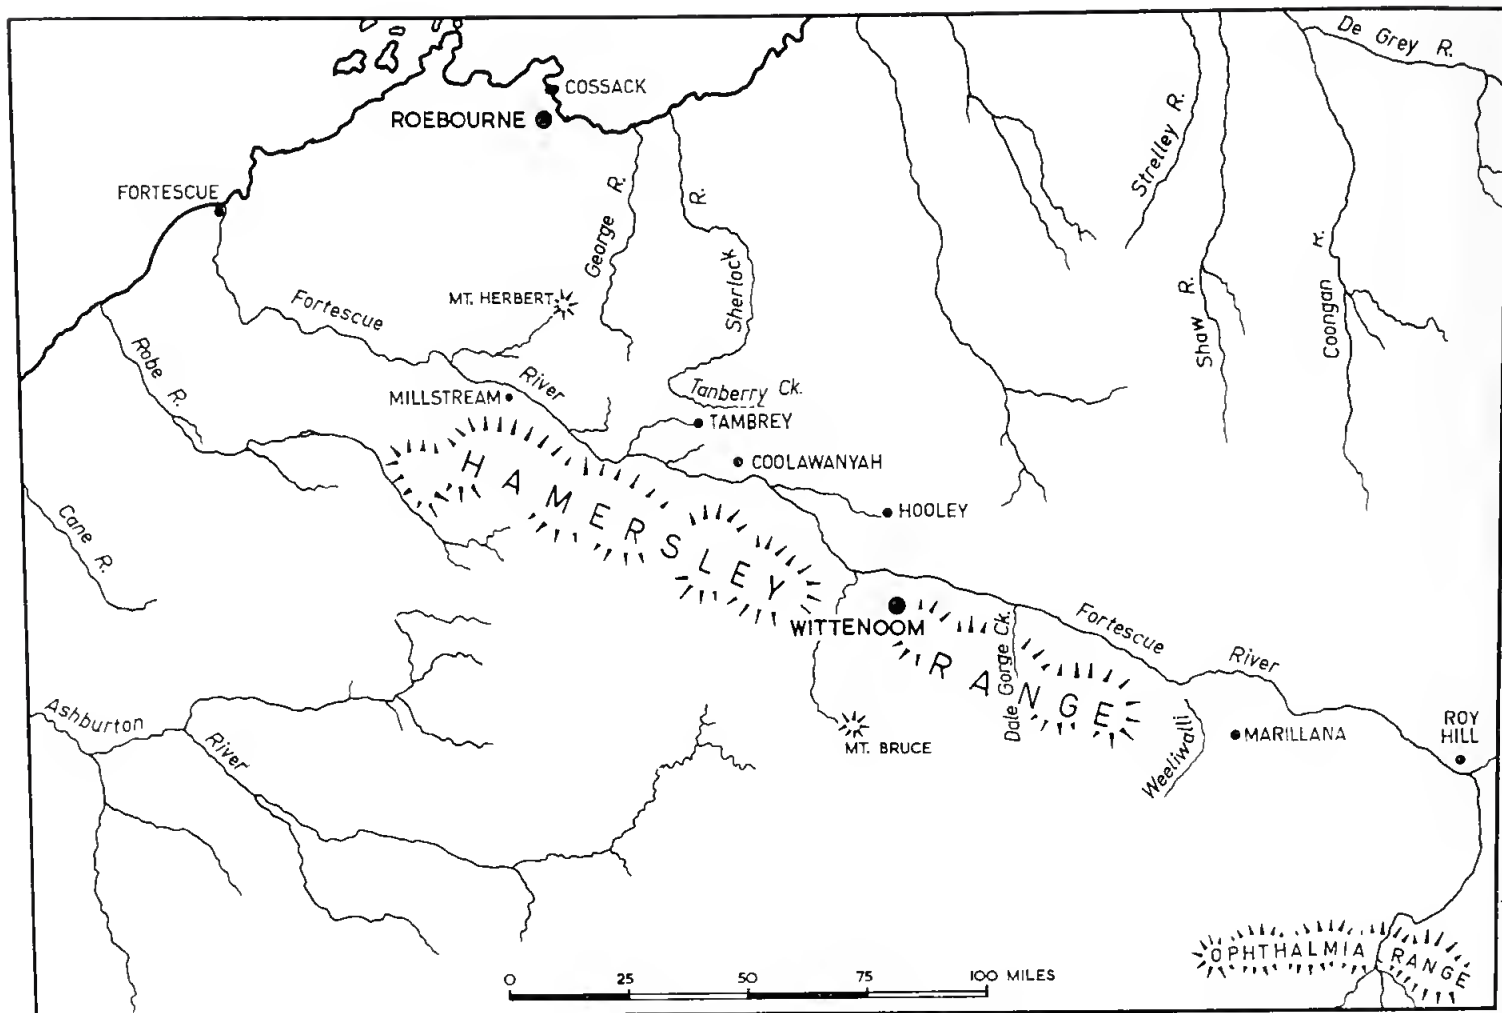 De Grey R.
COSSACK
ROEBOURNE
Strelley R.
FORTESCUE
George R.
Sherlock R.
MT. HERBERT
Fortescue River
Shaw R.
Coongan R.
Robe R.
Tanberry Ck.
MILLSTREAM
TAMBREY
COOLAWANYAH
HAMERSLEY RANGE
HOOLEY
Cane R.
WITTENOOM
Dale Gorge Ck.
Fortescue River
Ashburton River
MT. BRUCE
Weeliwalli
MARILLANA
ROY
HILL
OPHTHALMIA RANGE
0 25 50 75 100 MILES